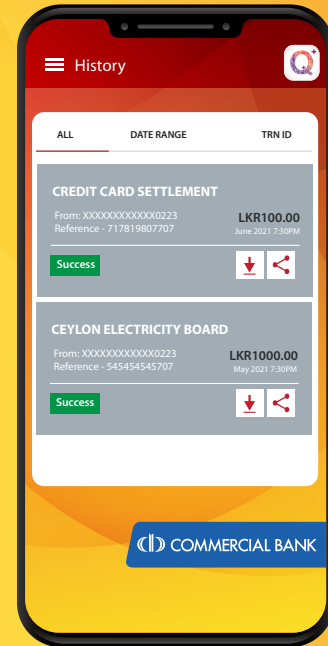 History
Q+
ALL DATE RANGE TRN ID
CREDIT CARD SETTLEMENT
From: XXXXXXXXXXXX0223
Reference - 717819807707
LKR100.00
June 2021 7:30PM
Success
CEYLON ELECTRICITY BOARD
From: XXXXXXXXXXXX0223
Reference - 545454545707
LKR1000.00
May 2021 7:30PM
Success
COMMERCIAL BANK